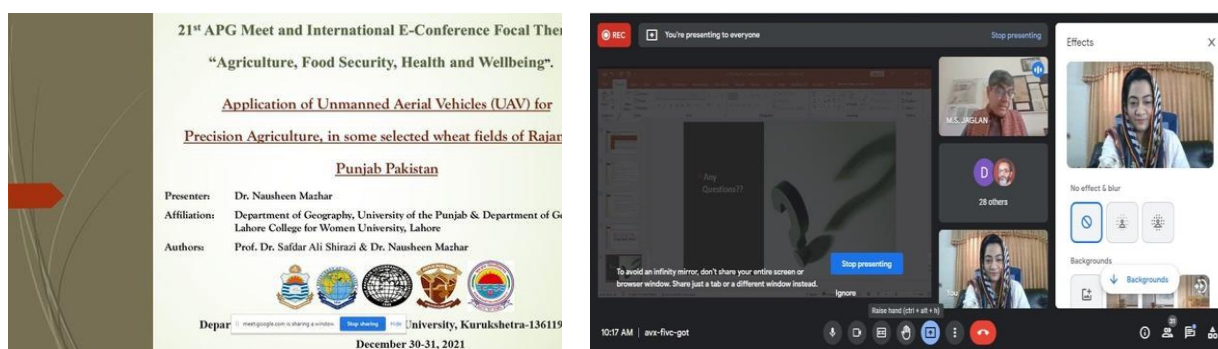 21st APG Meet and International E-Conference Focal Ther
“Agriculture, Food Security, Health and Wellbeing”.
Application of Unmanned Aerial Vehicles (UAV) for
Precision Agriculture, in some selected wheat fields of Rajan
Punjab Pakistan
Presenter: Dr. Nausheen Mazhar
Affiliation: Department of Geography, University of the Punjab & Department of Ge
Lahore College for Women University, Lahore
Authors: Prof. Dr. Safdar Ali Shirazi & Dr. Nausheen Mazhar
meet.google.com is sharing a window. Stop sharing Hide
Depar University, Kurukshetra-136119
December 30-31, 2021
REC You're presenting to everyone Stop presenting
Any
Questions??
To avoid an infinity mirror, don't share your entire screen or
browser window. Share just a tab or a different window instead.
Stop presenting
Ignore
M.S. JAGLAN
D
28 others
You
Raise hand (ctrl + alt + h)
10:17 AM | avx-fivc-got
31
Effects
No effect & blur
Backgrounds
Backgrounds